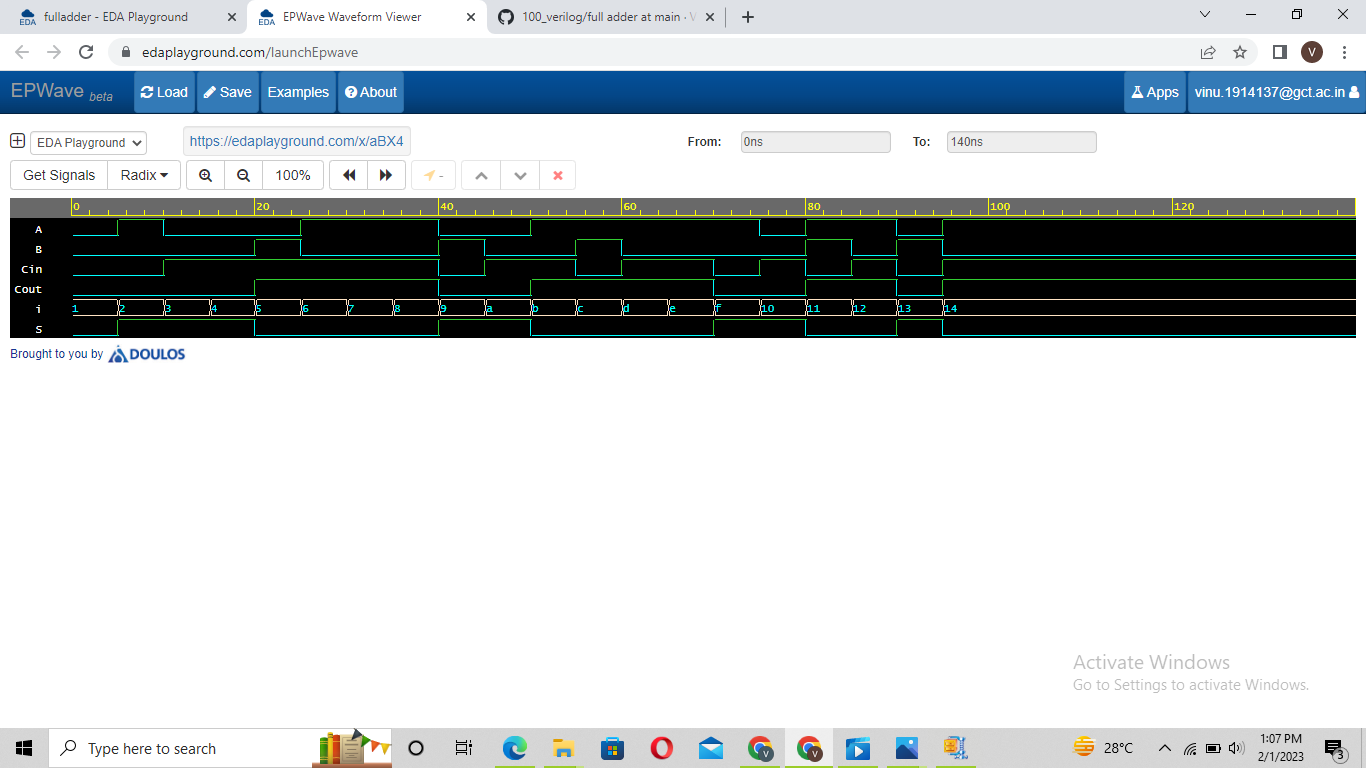 fulladder - EDA Playground
EPWave Waveform Viewer
100_verilog/full adder at main · V
edaplayground.com/launchEpwave
V
EPWave beta
Load
Save
Examples
About
Apps
vinu.1914137@gct.ac.in
EDA Playground
https://edaplayground.com/x/aBX4
From:
0ns
To:
140ns
Get Signals
Radix
100%
-
0 20 40 60 80 100 120
A
B
Cin
Cout
i 1 2 3 4 5 6 7 8 9 a b c d e f 10 11 12 13 14
S
Brought to you by DOULOS
Activate Windows
Go to Settings to activate Windows.
Type here to search
V
V
28°C
1:07 PM
2/1/2023
3